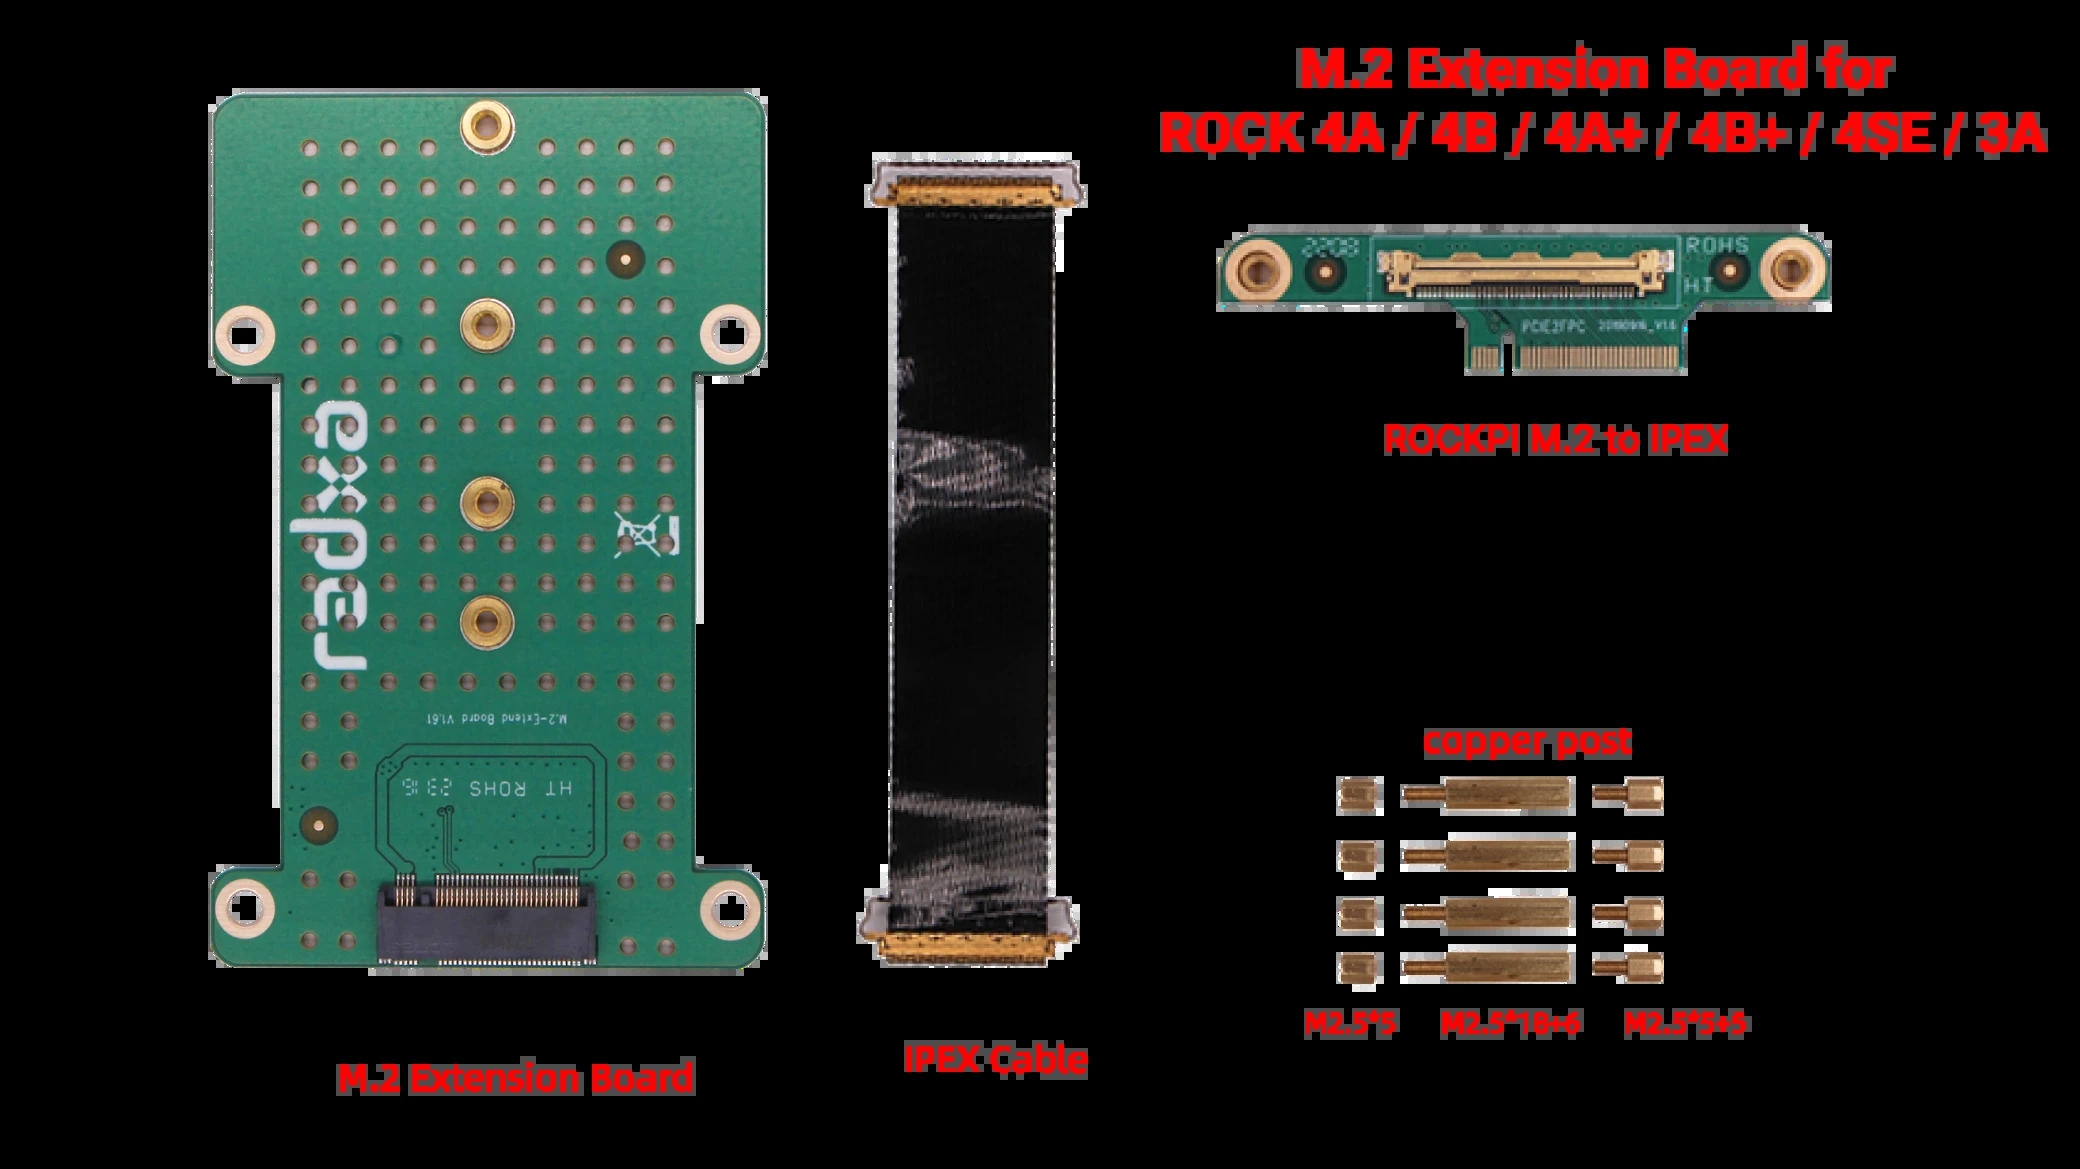 M.2 Extension Board for
ROCK 4A / 4B / 4A+ / 4B+ / 4SE / 3A
2208
ROHS
HT
PCIE2FPC
ROCKPI M.2 to IPEX
exper
M.2-Extend Board V1.61
HT ROHS 2316
copper post
M2.5*5
M2.5*18+6
M2.5*5+5
IPEX Cable
M.2 Extension Board